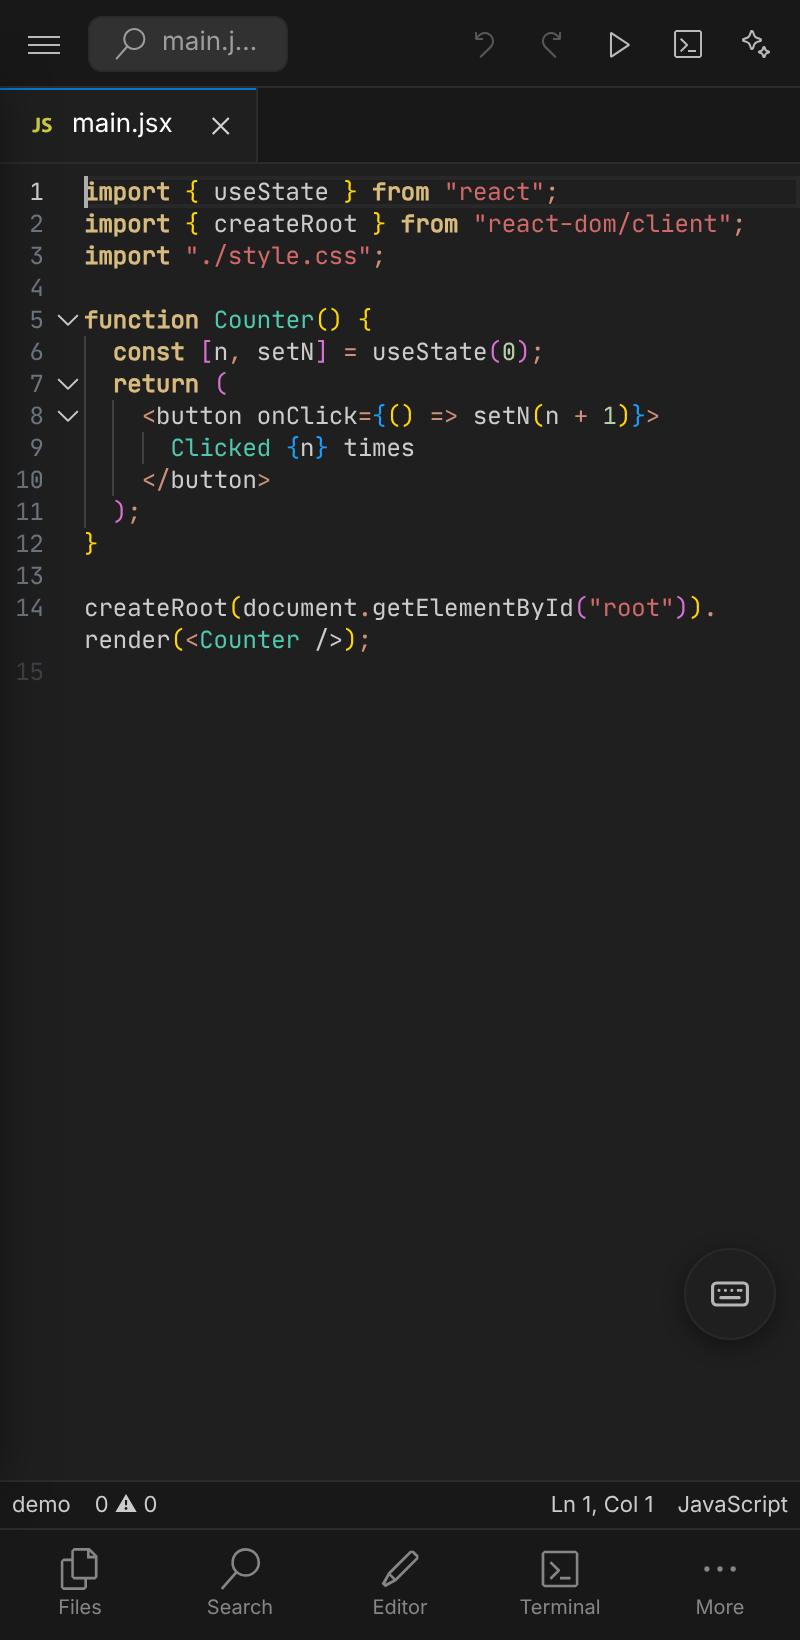 main.j...
JS main.jsx
1 import { useState } from "react";
2 import { createRoot } from "react-dom/client";
3 import "./style.css";
4
5 function Counter() {
6   const [n, setN] = useState(0);
7   return (
8     <button onClick={() => setN(n + 1)}>
9       Clicked {n} times
10     </button>
11   );
12 }
13
14 createRoot(document.getElementById("root")).
render(<Counter />);
15
demo 0 0 Ln 1, Col 1 JavaScript
Files Search Editor Terminal More